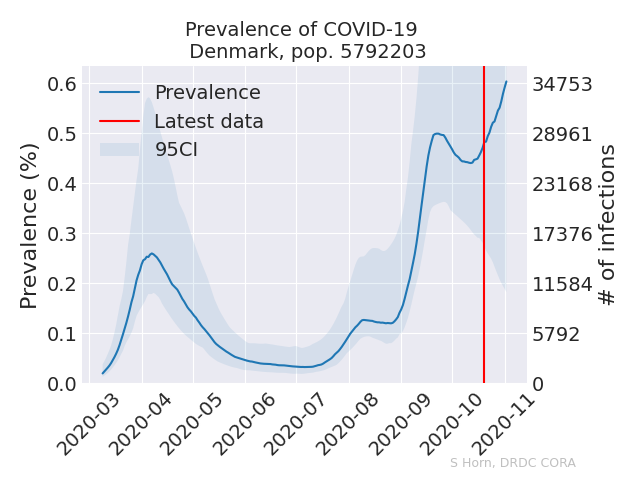 Prevalence of COVID-19
Denmark, pop. 5792203
Prevalence
Latest data
95CI
Prevalence (%)
0.6
0.5
0.4
0.3
0.2
0.1
0.0
34753
28961
23168
17376
11584
5792
0
# of infections
2020-03
2020-04
2020-05
2020-06
2020-07
2020-08
2020-09
2020-10
2020-11
S Horn, DRDC CORA